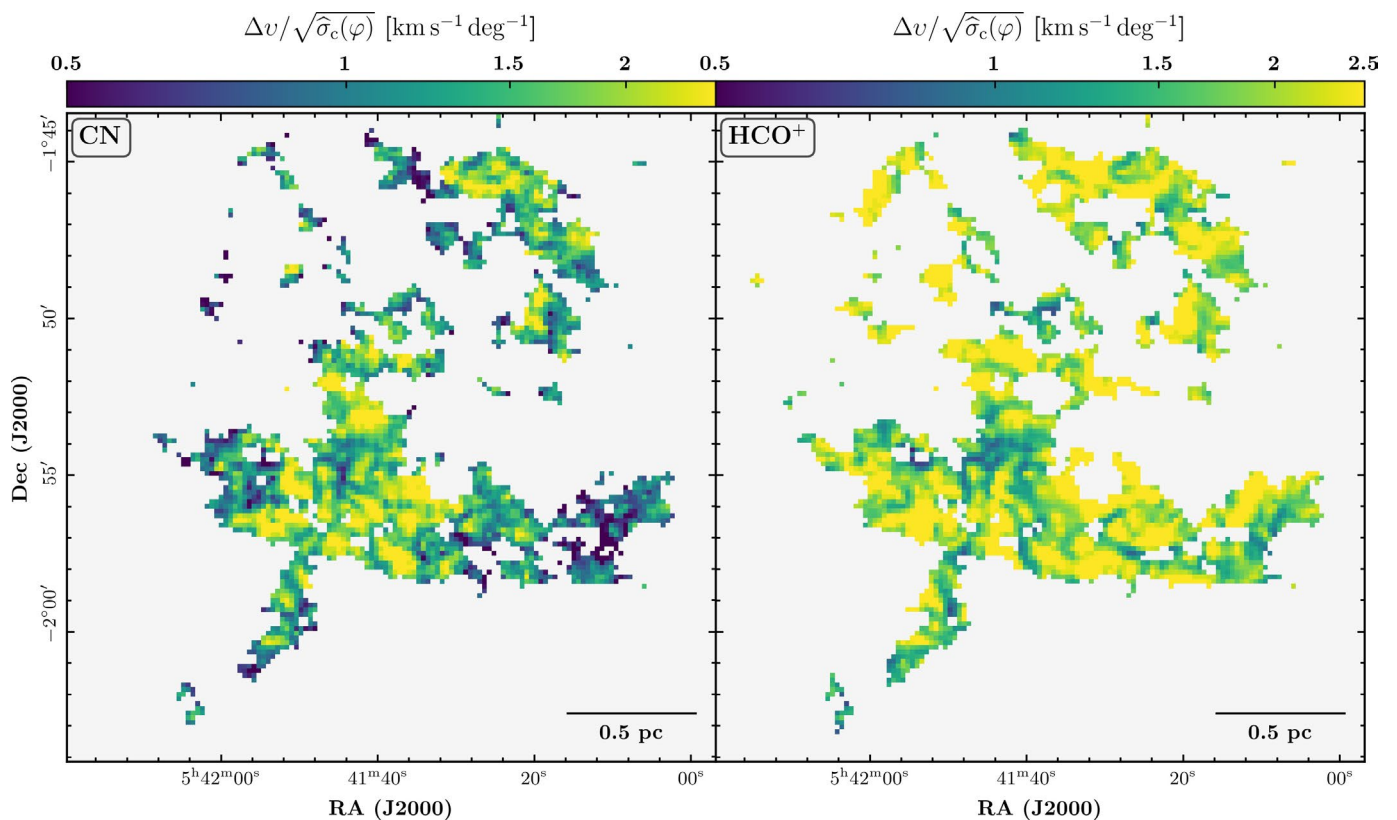 Δυ/√σ̂c(φ) [km s⁻¹ deg⁻¹] Δυ/√σ̂c(φ) [km s⁻¹ deg⁻¹]
0.5 1 1.5 2 0.5 1 1.5 2 2.5
CN HCO⁺
−1°45′
50′
Dec (J2000)
55′
−2°00′
0.5 pc 0.5 pc
5ʰ42ᵐ00ˢ 41ᵐ40ˢ 20ˢ 00ˢ 5ʰ42ᵐ00ˢ 41ᵐ40ˢ 20ˢ 00ˢ
RA (J2000) RA (J2000)